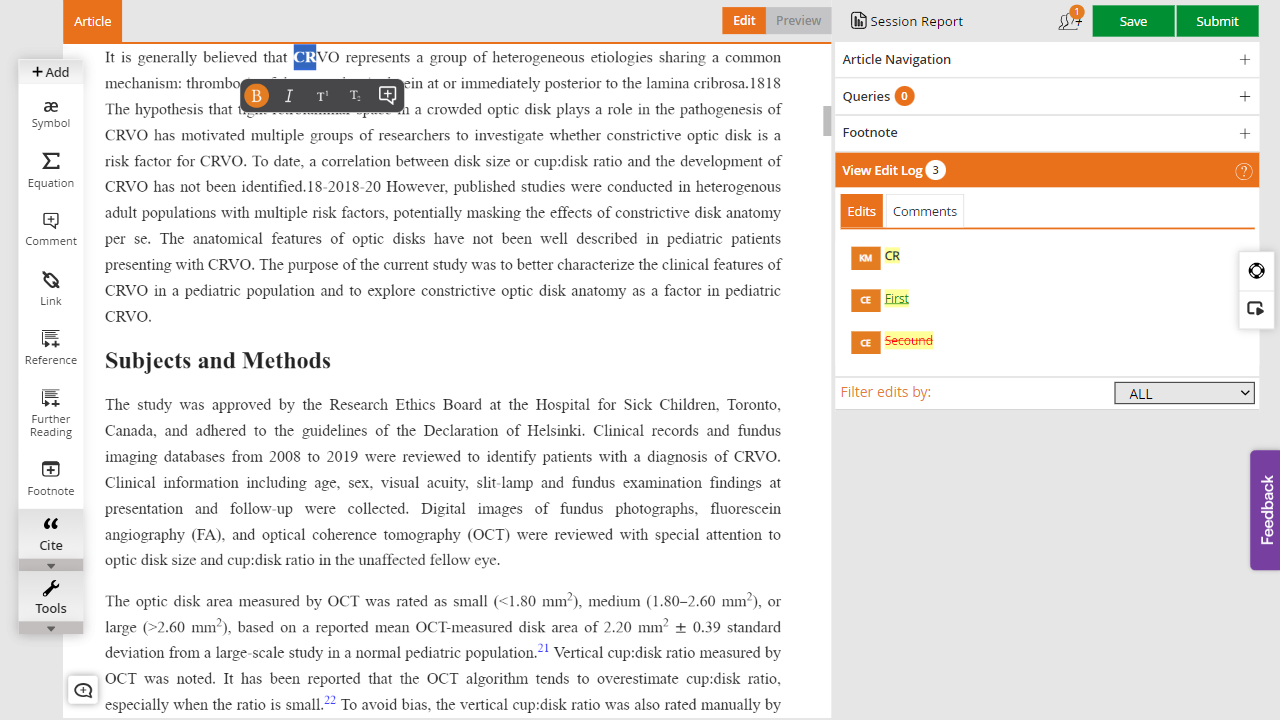 Article
Edit
Preview
Session Report
1
Save
Submit
+ Add
æ
Symbol
Equation
Comment
Link
Reference
Further
Reading
Footnote
Cite
Tools
It is generally believed that CRVO represents a group of heterogeneous etiologies sharing a common
mechanism: thrombo ein at or immediately posterior to the lamina cribrosa.1818
B I T¹ T₂
The hypothesis that in a crowded optic disk plays a role in the pathogenesis of
CRVO has motivated multiple groups of researchers to investigate whether constrictive optic disk is a
risk factor for CRVO. To date, a correlation between disk size or cup:disk ratio and the development of
CRVO has not been identified.18-2018-20 However, published studies were conducted in heterogenous
adult populations with multiple risk factors, potentially masking the effects of constrictive disk anatomy
per se. The anatomical features of optic disks have not been well described in pediatric patients
presenting with CRVO. The purpose of the current study was to better characterize the clinical features of
CRVO in a pediatric population and to explore constrictive optic disk anatomy as a factor in pediatric
CRVO.
Subjects and Methods
The study was approved by the Research Ethics Board at the Hospital for Sick Children, Toronto,
Canada, and adhered to the guidelines of the Declaration of Helsinki. Clinical records and fundus
imaging databases from 2008 to 2019 were reviewed to identify patients with a diagnosis of CRVO.
Clinical information including age, sex, visual acuity, slit-lamp and fundus examination findings at
presentation and follow-up were collected. Digital images of fundus photographs, fluorescein
angiography (FA), and optical coherence tomography (OCT) were reviewed with special attention to
optic disk size and cup:disk ratio in the unaffected fellow eye.
The optic disk area measured by OCT was rated as small (<1.80 mm²), medium (1.80–2.60 mm²), or
large (>2.60 mm²), based on a reported mean OCT-measured disk area of 2.20 mm² ± 0.39 standard
deviation from a large-scale study in a normal pediatric population.²¹ Vertical cup:disk ratio measured by
OCT was noted. It has been reported that the OCT algorithm tends to overestimate cup:disk ratio,
especially when the ratio is small.²² To avoid bias, the vertical cup:disk ratio was also rated manually by
Article Navigation +
Queries 0 +
Footnote +
View Edit Log 3 ?
Edits
Comments
KM CR
CE First
CE Secound
Filter edits by: ALL
Feedback